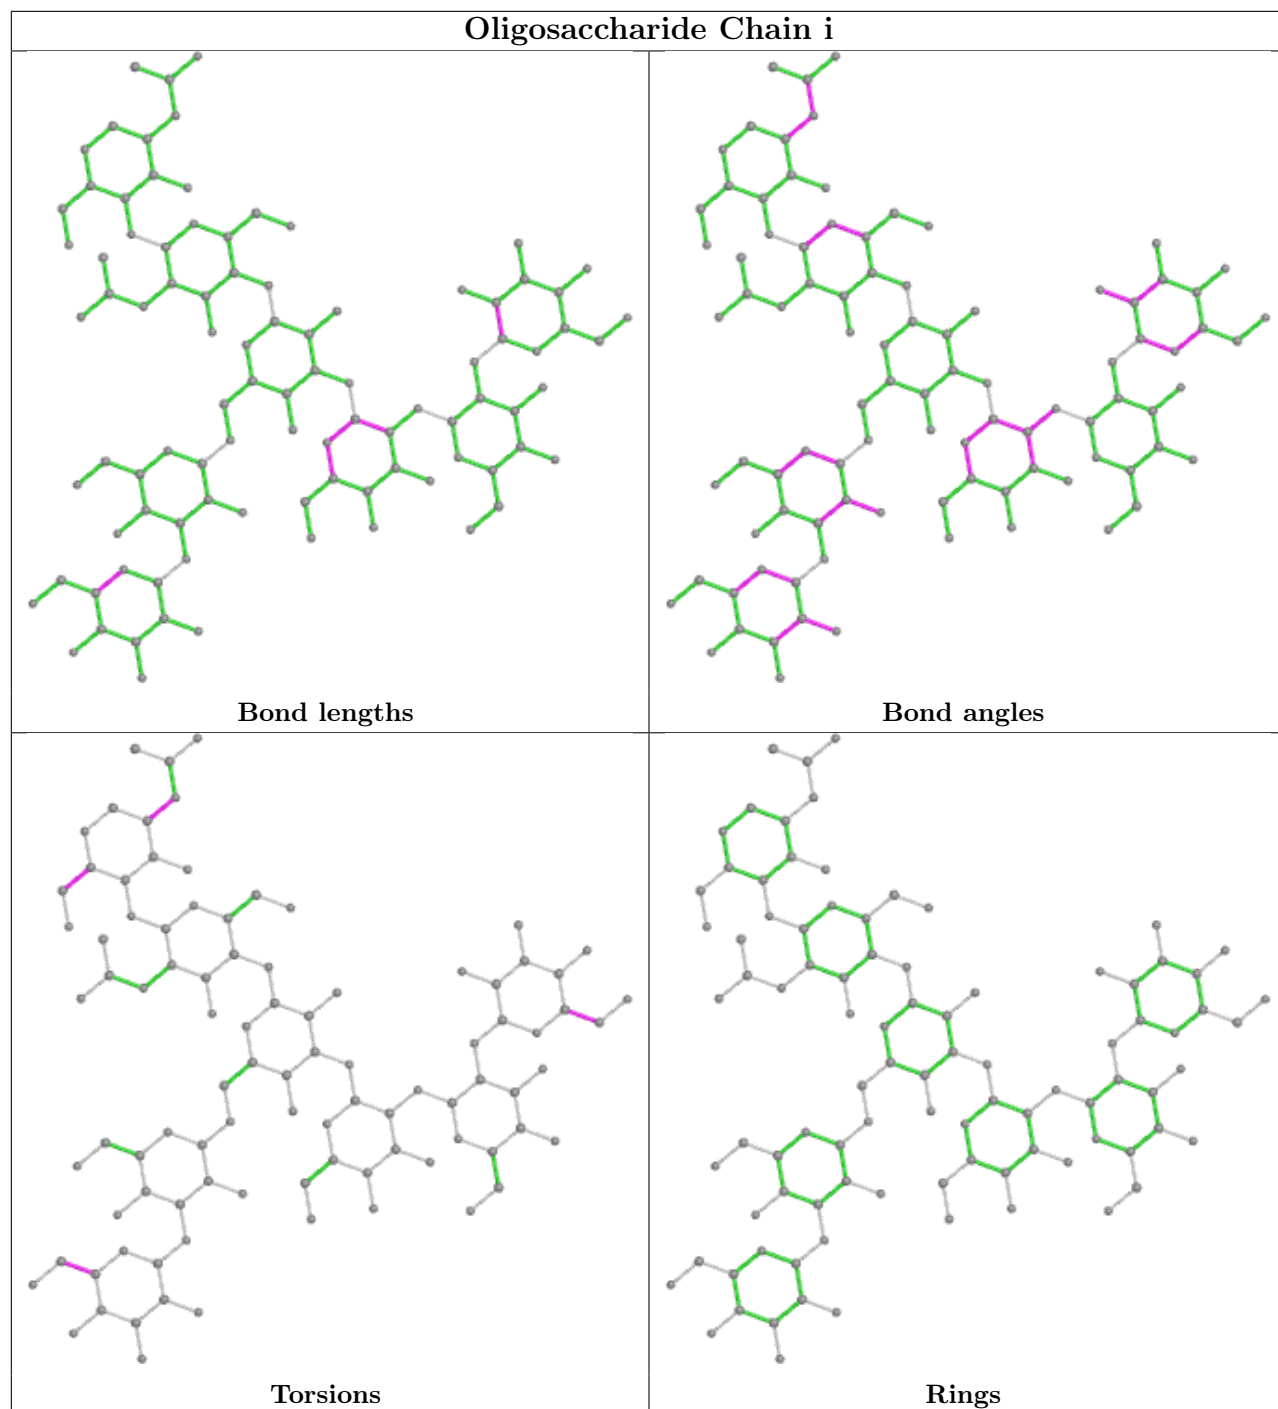 Oligosaccharide Chain i
Bond lengths
Bond angles
Torsions
Rings